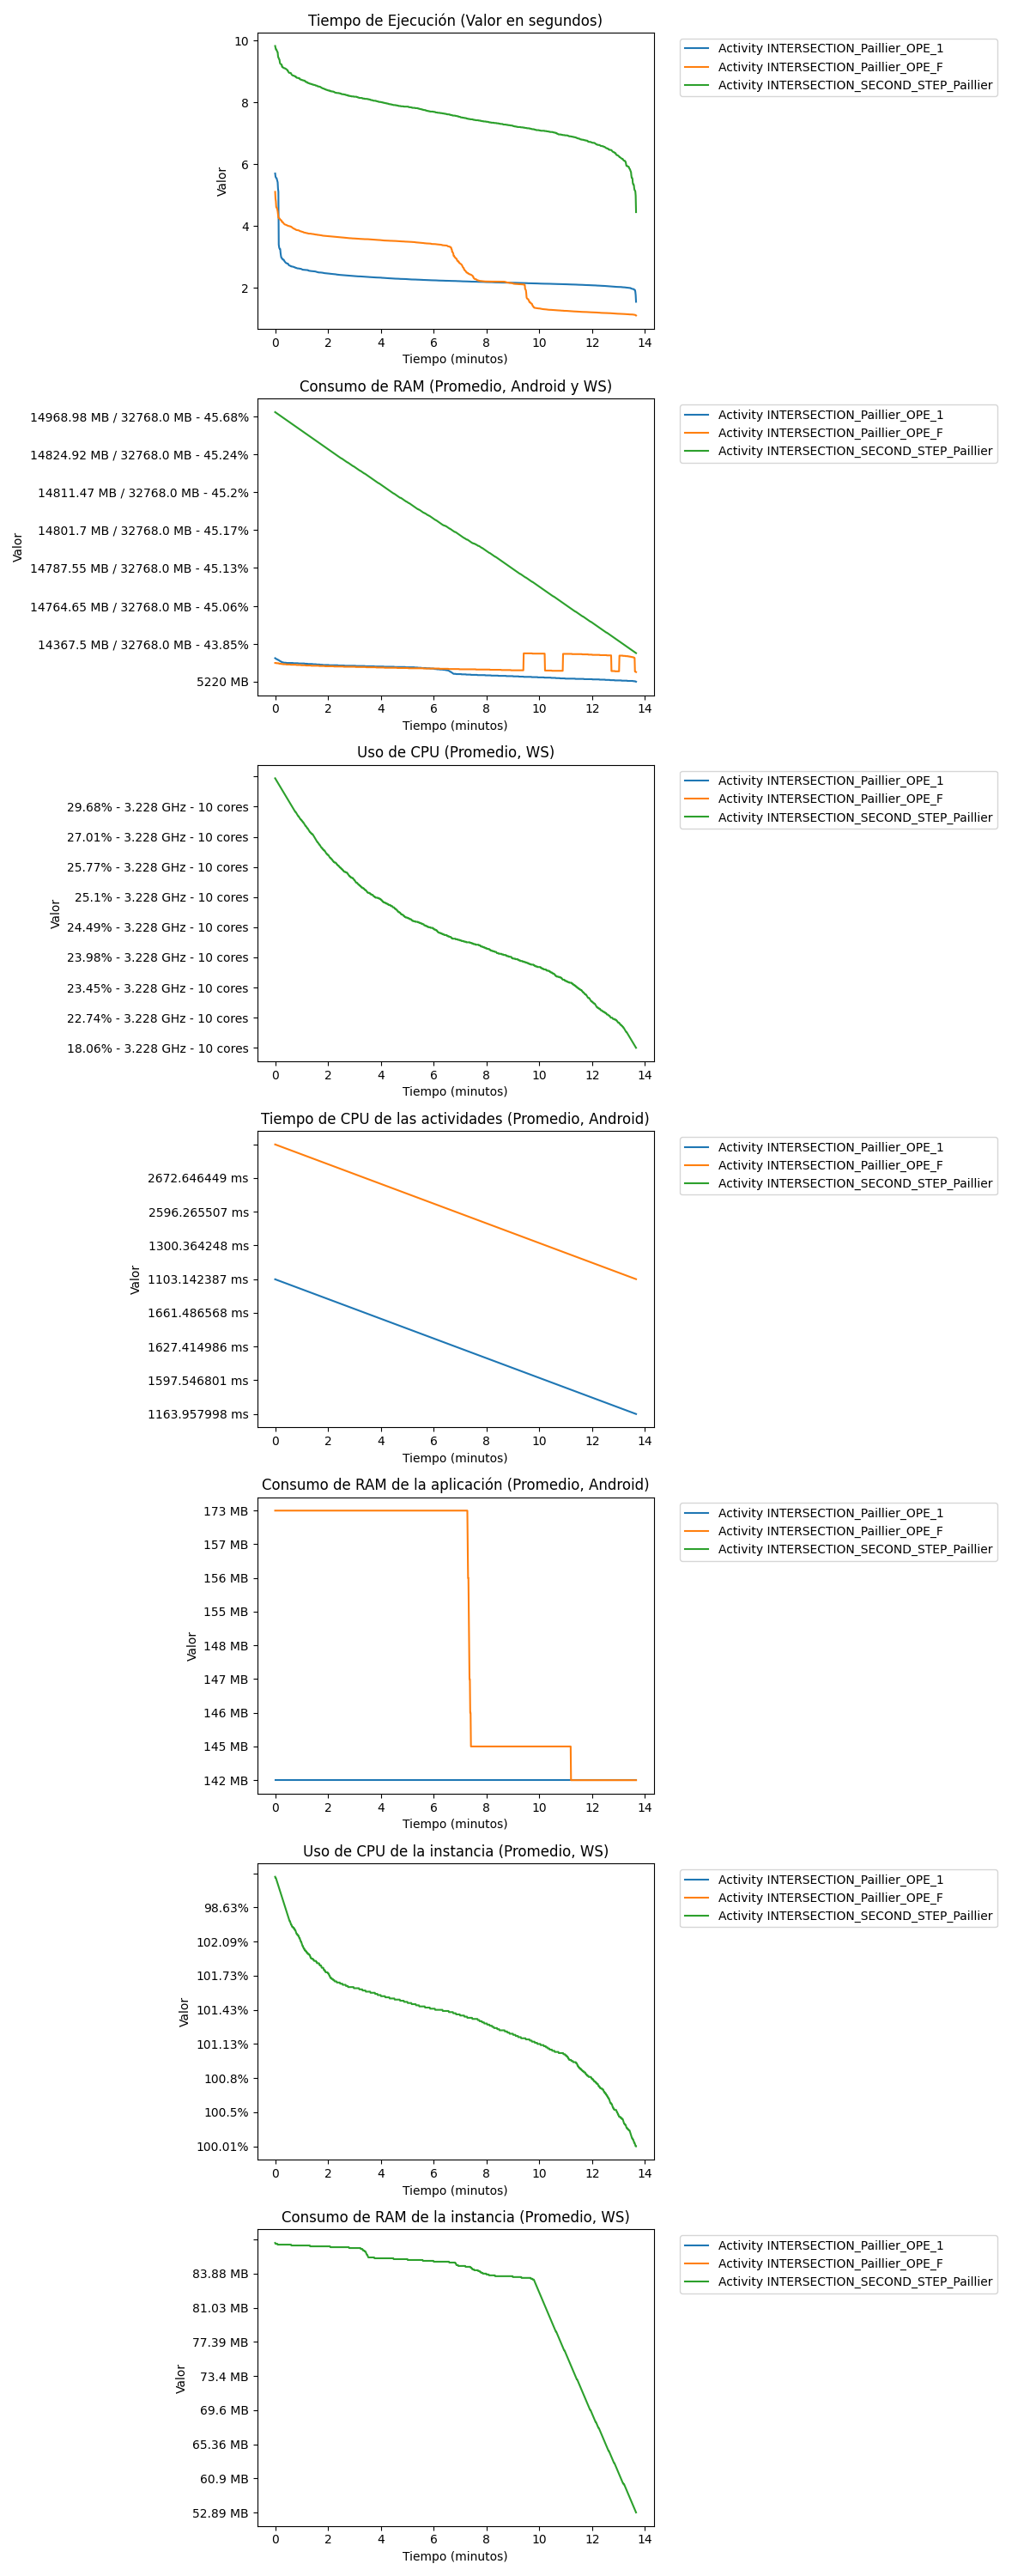 Tiempo de Ejecución (Valor en segundos)
10
8
6
4
2
Valor
0 2 4 6 8 10 12 14
Tiempo (minutos)
Activity INTERSECTION_Paillier_OPE_1
Activity INTERSECTION_Paillier_OPE_F
Activity INTERSECTION_SECOND_STEP_Paillier
Consumo de RAM (Promedio, Android y WS)
14968.98 MB / 32768.0 MB - 45.68%
14824.92 MB / 32768.0 MB - 45.24%
14811.47 MB / 32768.0 MB - 45.2%
14801.7 MB / 32768.0 MB - 45.17%
14787.55 MB / 32768.0 MB - 45.13%
14764.65 MB / 32768.0 MB - 45.06%
14367.5 MB / 32768.0 MB - 43.85%
5220 MB
Valor
0 2 4 6 8 10 12 14
Tiempo (minutos)
Activity INTERSECTION_Paillier_OPE_1
Activity INTERSECTION_Paillier_OPE_F
Activity INTERSECTION_SECOND_STEP_Paillier
Uso de CPU (Promedio, WS)
29.68% - 3.228 GHz - 10 cores
27.01% - 3.228 GHz - 10 cores
25.77% - 3.228 GHz - 10 cores
25.1% - 3.228 GHz - 10 cores
24.49% - 3.228 GHz - 10 cores
23.98% - 3.228 GHz - 10 cores
23.45% - 3.228 GHz - 10 cores
22.74% - 3.228 GHz - 10 cores
18.06% - 3.228 GHz - 10 cores
Valor
0 2 4 6 8 10 12 14
Tiempo (minutos)
Activity INTERSECTION_Paillier_OPE_1
Activity INTERSECTION_Paillier_OPE_F
Activity INTERSECTION_SECOND_STEP_Paillier
Tiempo de CPU de las actividades (Promedio, Android)
2672.646449 ms
2596.265507 ms
1300.364248 ms
1103.142387 ms
1661.486568 ms
1627.414986 ms
1597.546801 ms
1163.957998 ms
Valor
0 2 4 6 8 10 12 14
Tiempo (minutos)
Activity INTERSECTION_Paillier_OPE_1
Activity INTERSECTION_Paillier_OPE_F
Activity INTERSECTION_SECOND_STEP_Paillier
Consumo de RAM de la aplicación (Promedio, Android)
173 MB
157 MB
156 MB
155 MB
148 MB
147 MB
146 MB
145 MB
142 MB
Valor
0 2 4 6 8 10 12 14
Tiempo (minutos)
Activity INTERSECTION_Paillier_OPE_1
Activity INTERSECTION_Paillier_OPE_F
Activity INTERSECTION_SECOND_STEP_Paillier
Uso de CPU de la instancia (Promedio, WS)
98.63%
102.09%
101.73%
101.43%
101.13%
100.8%
100.5%
100.01%
Valor
0 2 4 6 8 10 12 14
Tiempo (minutos)
Activity INTERSECTION_Paillier_OPE_1
Activity INTERSECTION_Paillier_OPE_F
Activity INTERSECTION_SECOND_STEP_Paillier
Consumo de RAM de la instancia (Promedio, WS)
83.88 MB
81.03 MB
77.39 MB
73.4 MB
69.6 MB
65.36 MB
60.9 MB
52.89 MB
Valor
0 2 4 6 8 10 12 14
Tiempo (minutos)
Activity INTERSECTION_Paillier_OPE_1
Activity INTERSECTION_Paillier_OPE_F
Activity INTERSECTION_SECOND_STEP_Paillier